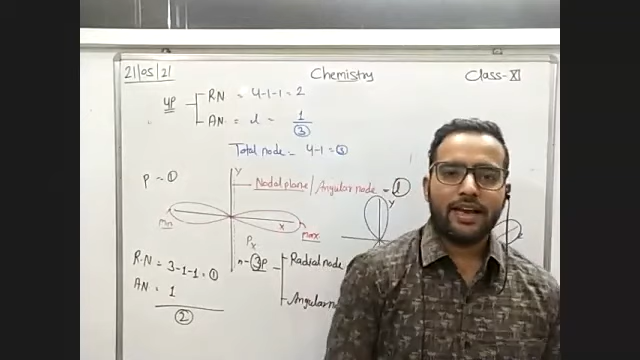 21/05/21
Chemistry
Class-XI
4P
RN = 4-1-1 = 2
AN. = l = 1
3
Total node = 4-1 = 3
P - 1
Y
Nodal plane / Angular node = 1
Y
Min
X
Max
Px
R.N = 3-1-1 = 1
AN = 1
2
n- 3P
Radial node
Angular n